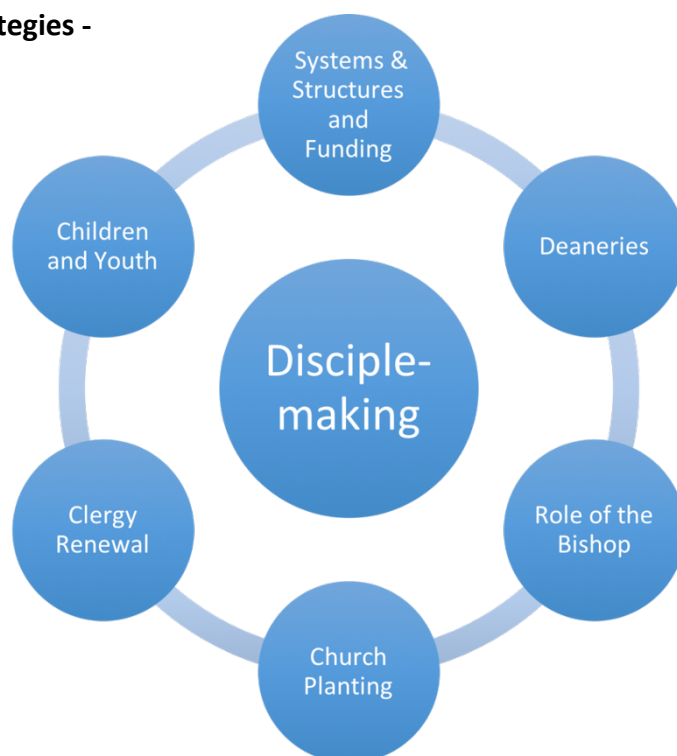 tegies -
Systems &
Structures
and
Funding
Children
and Youth
Deaneries
Disciple-
making
Clergy
Renewal
Role of the
Bishop
Church
Planting